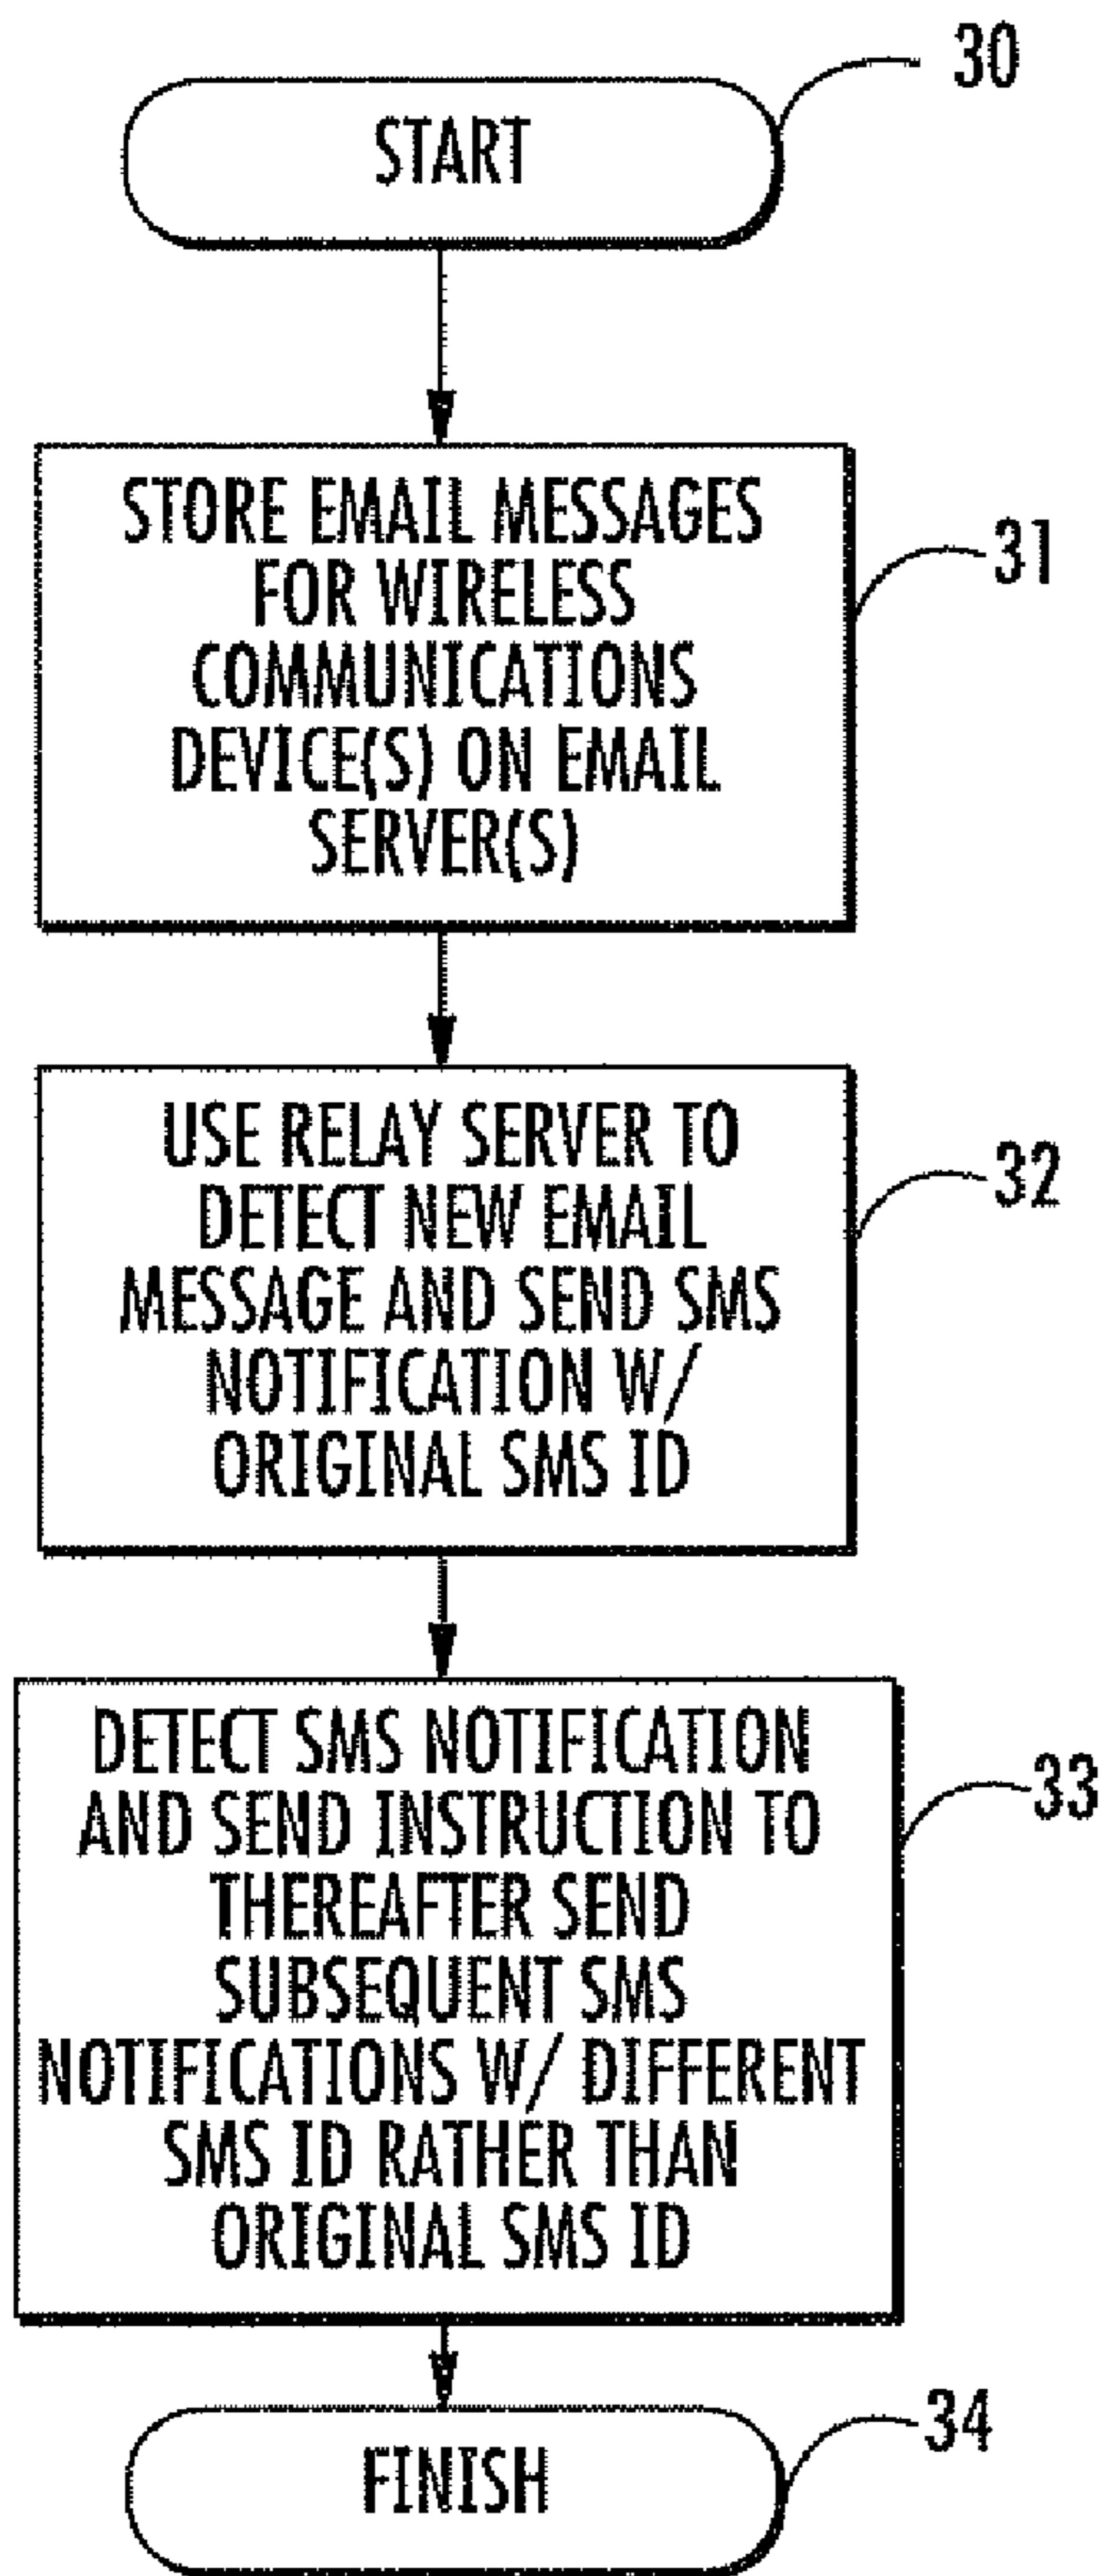 30
START
STORE EMAIL MESSAGES
FOR WIRELESS
COMMUNICATIONS
DEVICE(S) ON EMAIL
SERVER(S)
31
USE RELAY SERVER TO
DETECT NEW EMAIL
MESSAGE AND SEND SMS
NOTIFICATION W/
ORIGINAL SMS ID
32
DETECT SMS NOTIFICATION
AND SEND INSTRUCTION TO
THEREAFTER SEND
SUBSEQUENT SMS
NOTIFICATIONS W/ DIFFERENT
SMS ID RATHER THAN
ORIGINAL SMS ID
33
34
FINISH